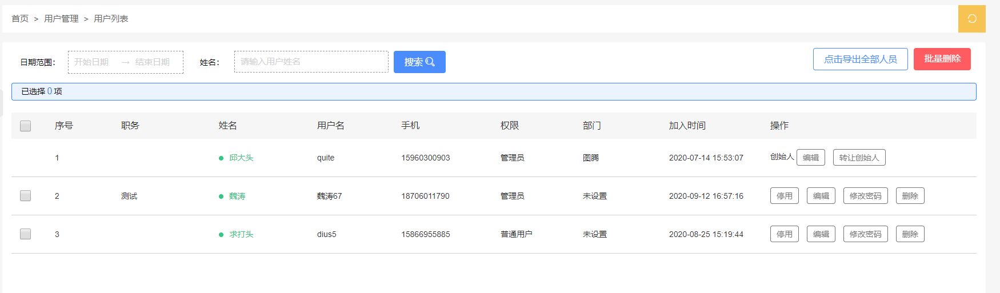 首页 > 用户管理 > 用户列表
日期范围: 开始日期 → 结束日期 姓名: 请输入用户姓名 搜索 点击导出全部人员 批量删除
已选择 0 项
序号 职务 姓名 用户名 手机 权限 部门 加入时间 操作
1 邱大头 quite 15960300903 管理员 图腾 2020-07-14 15:53:07 创始人 编辑 转让创始人
2 测试 魏涛 魏涛67 18706011790 管理员 未设置 2020-09-12 16:57:16 停用 编辑 修改密码 删除
3 求打头 dius5 15866955885 普通用户 未设置 2020-08-25 15:19:44 停用 编辑 修改密码 删除